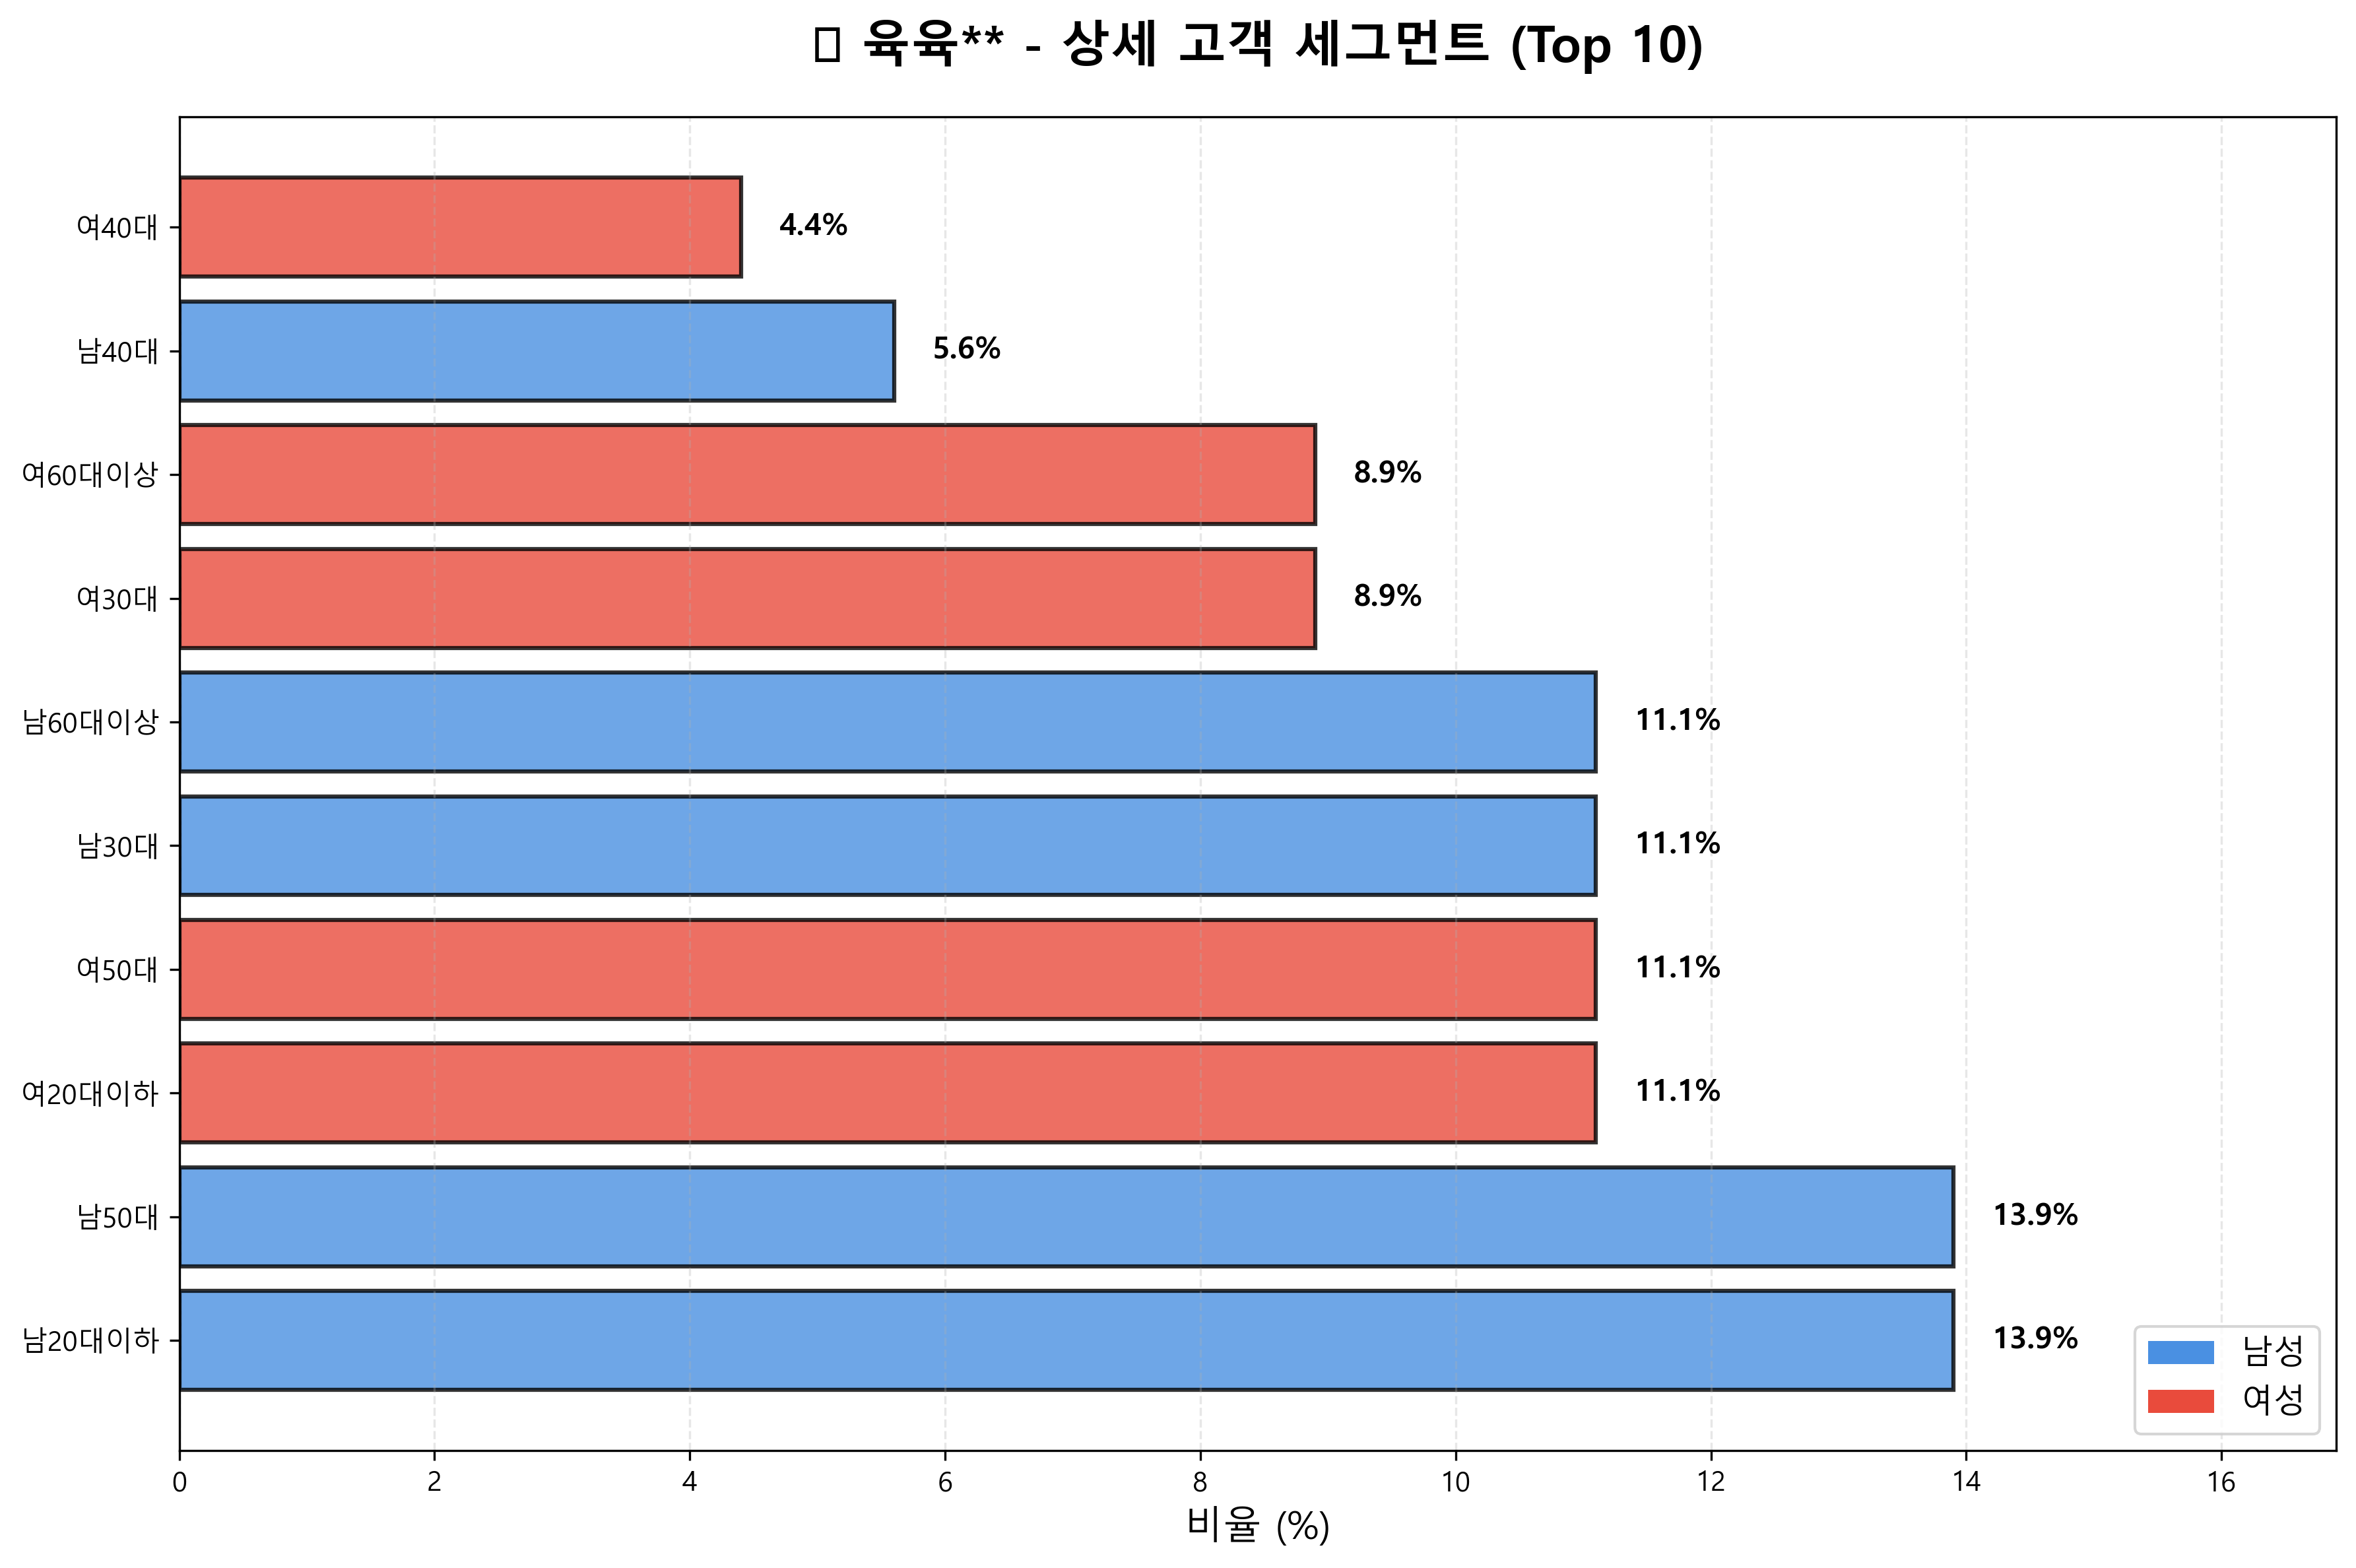 육육** - 상세 고객 세그먼트 (Top 10)
여40대 4.4%
남40대 5.6%
여60대이상 8.9%
여30대 8.9%
남60대이상 11.1%
남30대 11.1%
여50대 11.1%
여20대이하 11.1%
남50대 13.9%
남20대이하 13.9%
남성
여성
0 2 4 6 8 10 12 14 16
비율 (%)